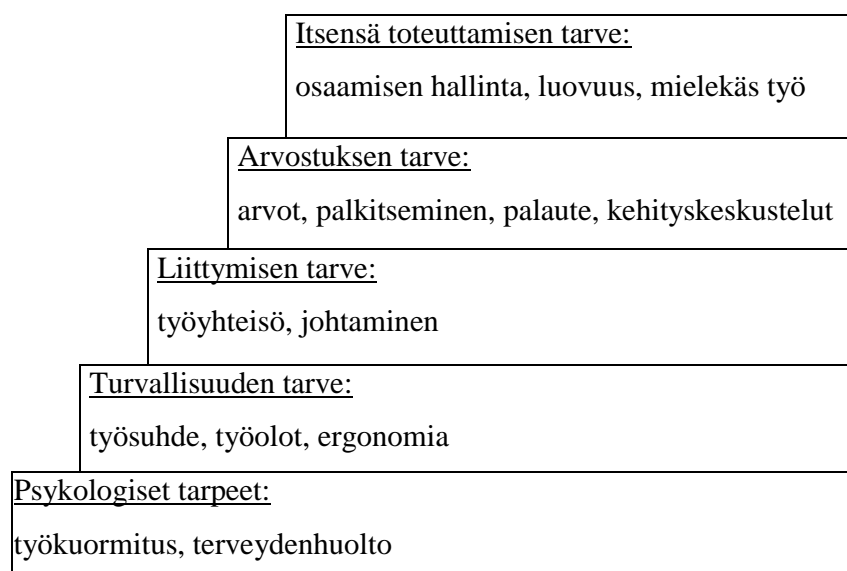 Itsensä toteuttamisen tarve:
osaamisen hallinta, luovuus, mielekäs työ
Arvostuksen tarve:
arvot, palkitseminen, palaute, kehityskeskustelut
Liittymisen tarve:
työyhteisö, johtaminen
Turvallisuuden tarve:
työsuhde, työolot, ergonomia
Psykologiset tarpeet:
työkuormitus, terveydenhuolto